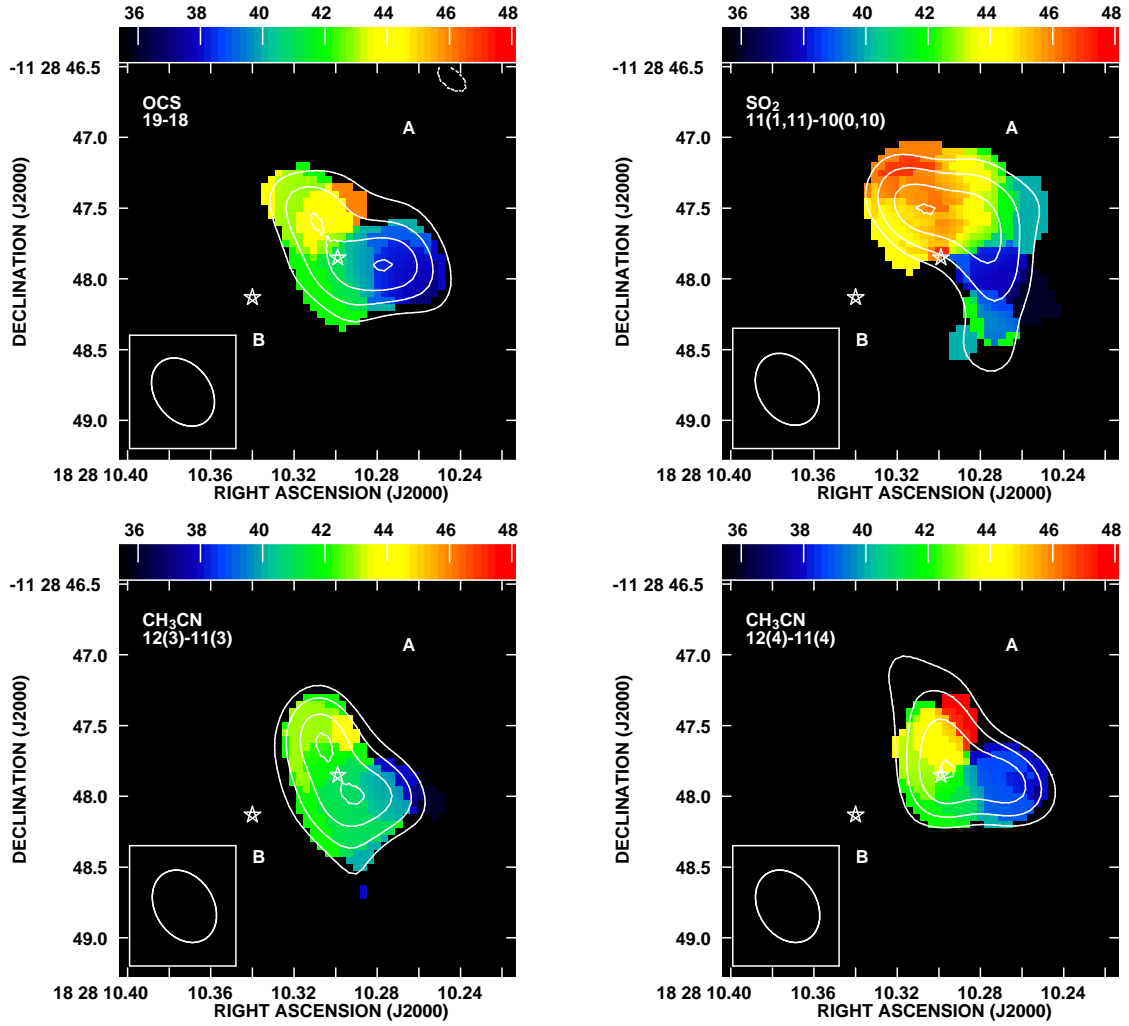 36 38 40 42 44 46 48
-11 28 46.5
47.0
47.5
48.0
48.5
49.0
DECLINATION (J2000)
OCS
19-18
A
B
18 28 10.40 10.36 10.32 10.28 10.24
RIGHT ASCENSION (J2000)
36 38 40 42 44 46 48
-11 28 46.5
47.0
47.5
48.0
48.5
49.0
DECLINATION (J2000)
SO₂
11(1,11)-10(0,10)
A
B
18 28 10.40 10.36 10.32 10.28 10.24
RIGHT ASCENSION (J2000)
36 38 40 42 44 46 48
-11 28 46.5
47.0
47.5
48.0
48.5
49.0
DECLINATION (J2000)
CH₃CN
12(3)-11(3)
A
B
18 28 10.40 10.36 10.32 10.28 10.24
RIGHT ASCENSION (J2000)
36 38 40 42 44 46 48
-11 28 46.5
47.0
47.5
48.0
48.5
49.0
DECLINATION (J2000)
CH₃CN
12(4)-11(4)
A
B
18 28 10.40 10.36 10.32 10.28 10.24
RIGHT ASCENSION (J2000)